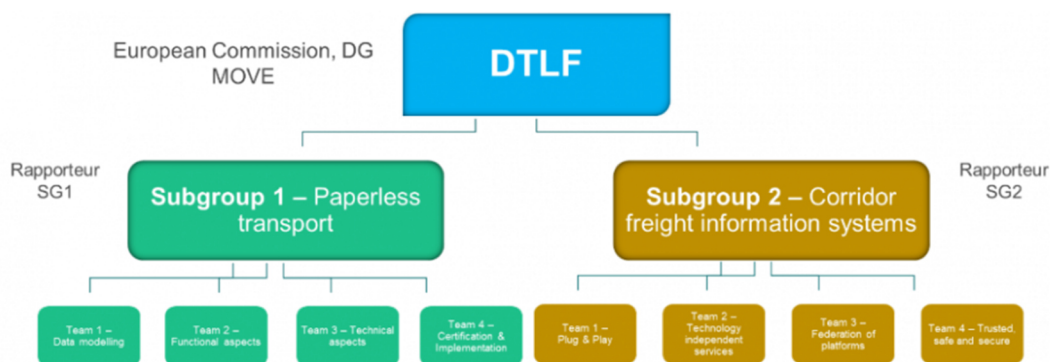 European Commission, DG
MOVE
DTLF
Rapporteur
SG1
Subgroup 1 – Paperless
transport
Subgroup 2 – Corridor
freight information systems
Rapporteur
SG2
Team 1 –
Data modelling
Team 2 –
Functional aspects
Team 3 – Technical
aspects
Team 4 –
Certification &
Implementation
Team 1 –
Plug & Play
Team 2 –
Technology
independent
services
Team 3 –
Federation of
platforms
Team 4 – Trusted,
safe and secure